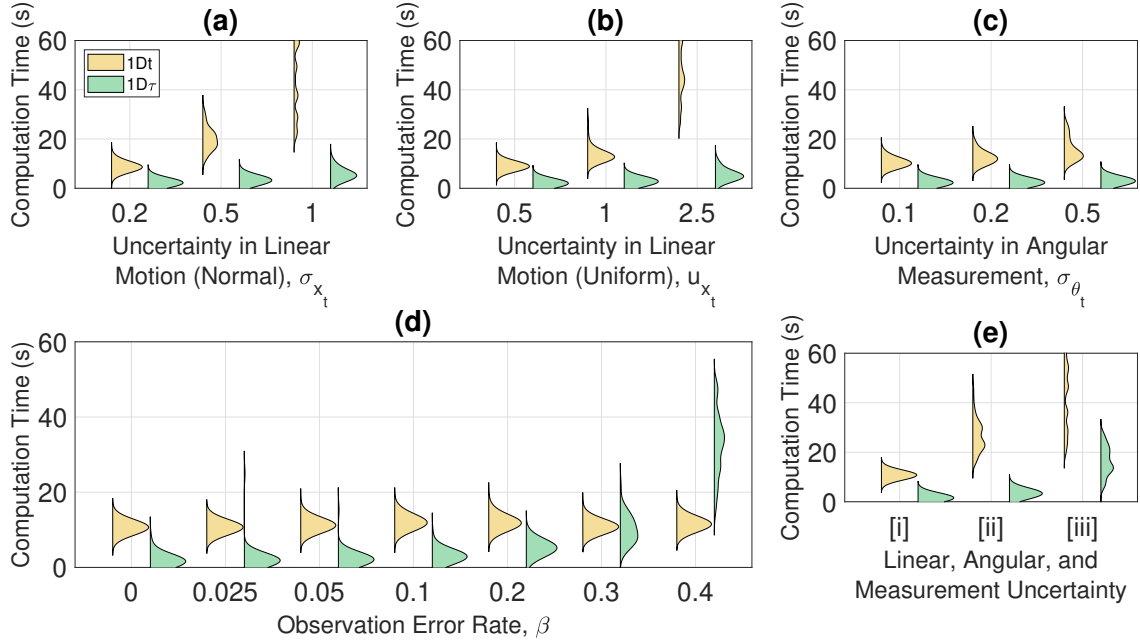 (a)
Computation Time (s)
60
40
20
0
1Dt
1Dτ
0.2 0.5 1
Uncertainty in Linear
Motion (Normal), σ_{x_t}
(b)
Computation Time (s)
60
40
20
0
0.5 1 2.5
Uncertainty in Linear
Motion (Uniform), u_{x_t}
(c)
Computation Time (s)
60
40
20
0
0.1 0.2 0.5
Uncertainty in Angular
Measurement, σ_{θ_t}
(d)
Computation Time (s)
60
40
20
0
0 0.025 0.05 0.1 0.2 0.3 0.4
Observation Error Rate, β
(e)
Computation Time (s)
60
40
20
0
[i] [ii] [iii]
Linear, Angular, and
Measurement Uncertainty